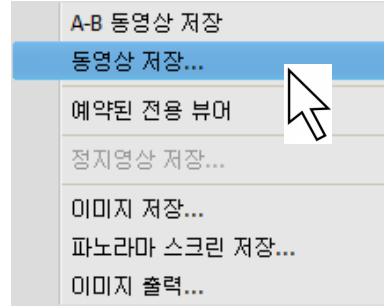 A-B 동영상 저장
동영상 저장...
예약된 전용 뷰어
정지영상 저장...
이미지 저장...
파노라마 스크린 저장...
이미지 출력...